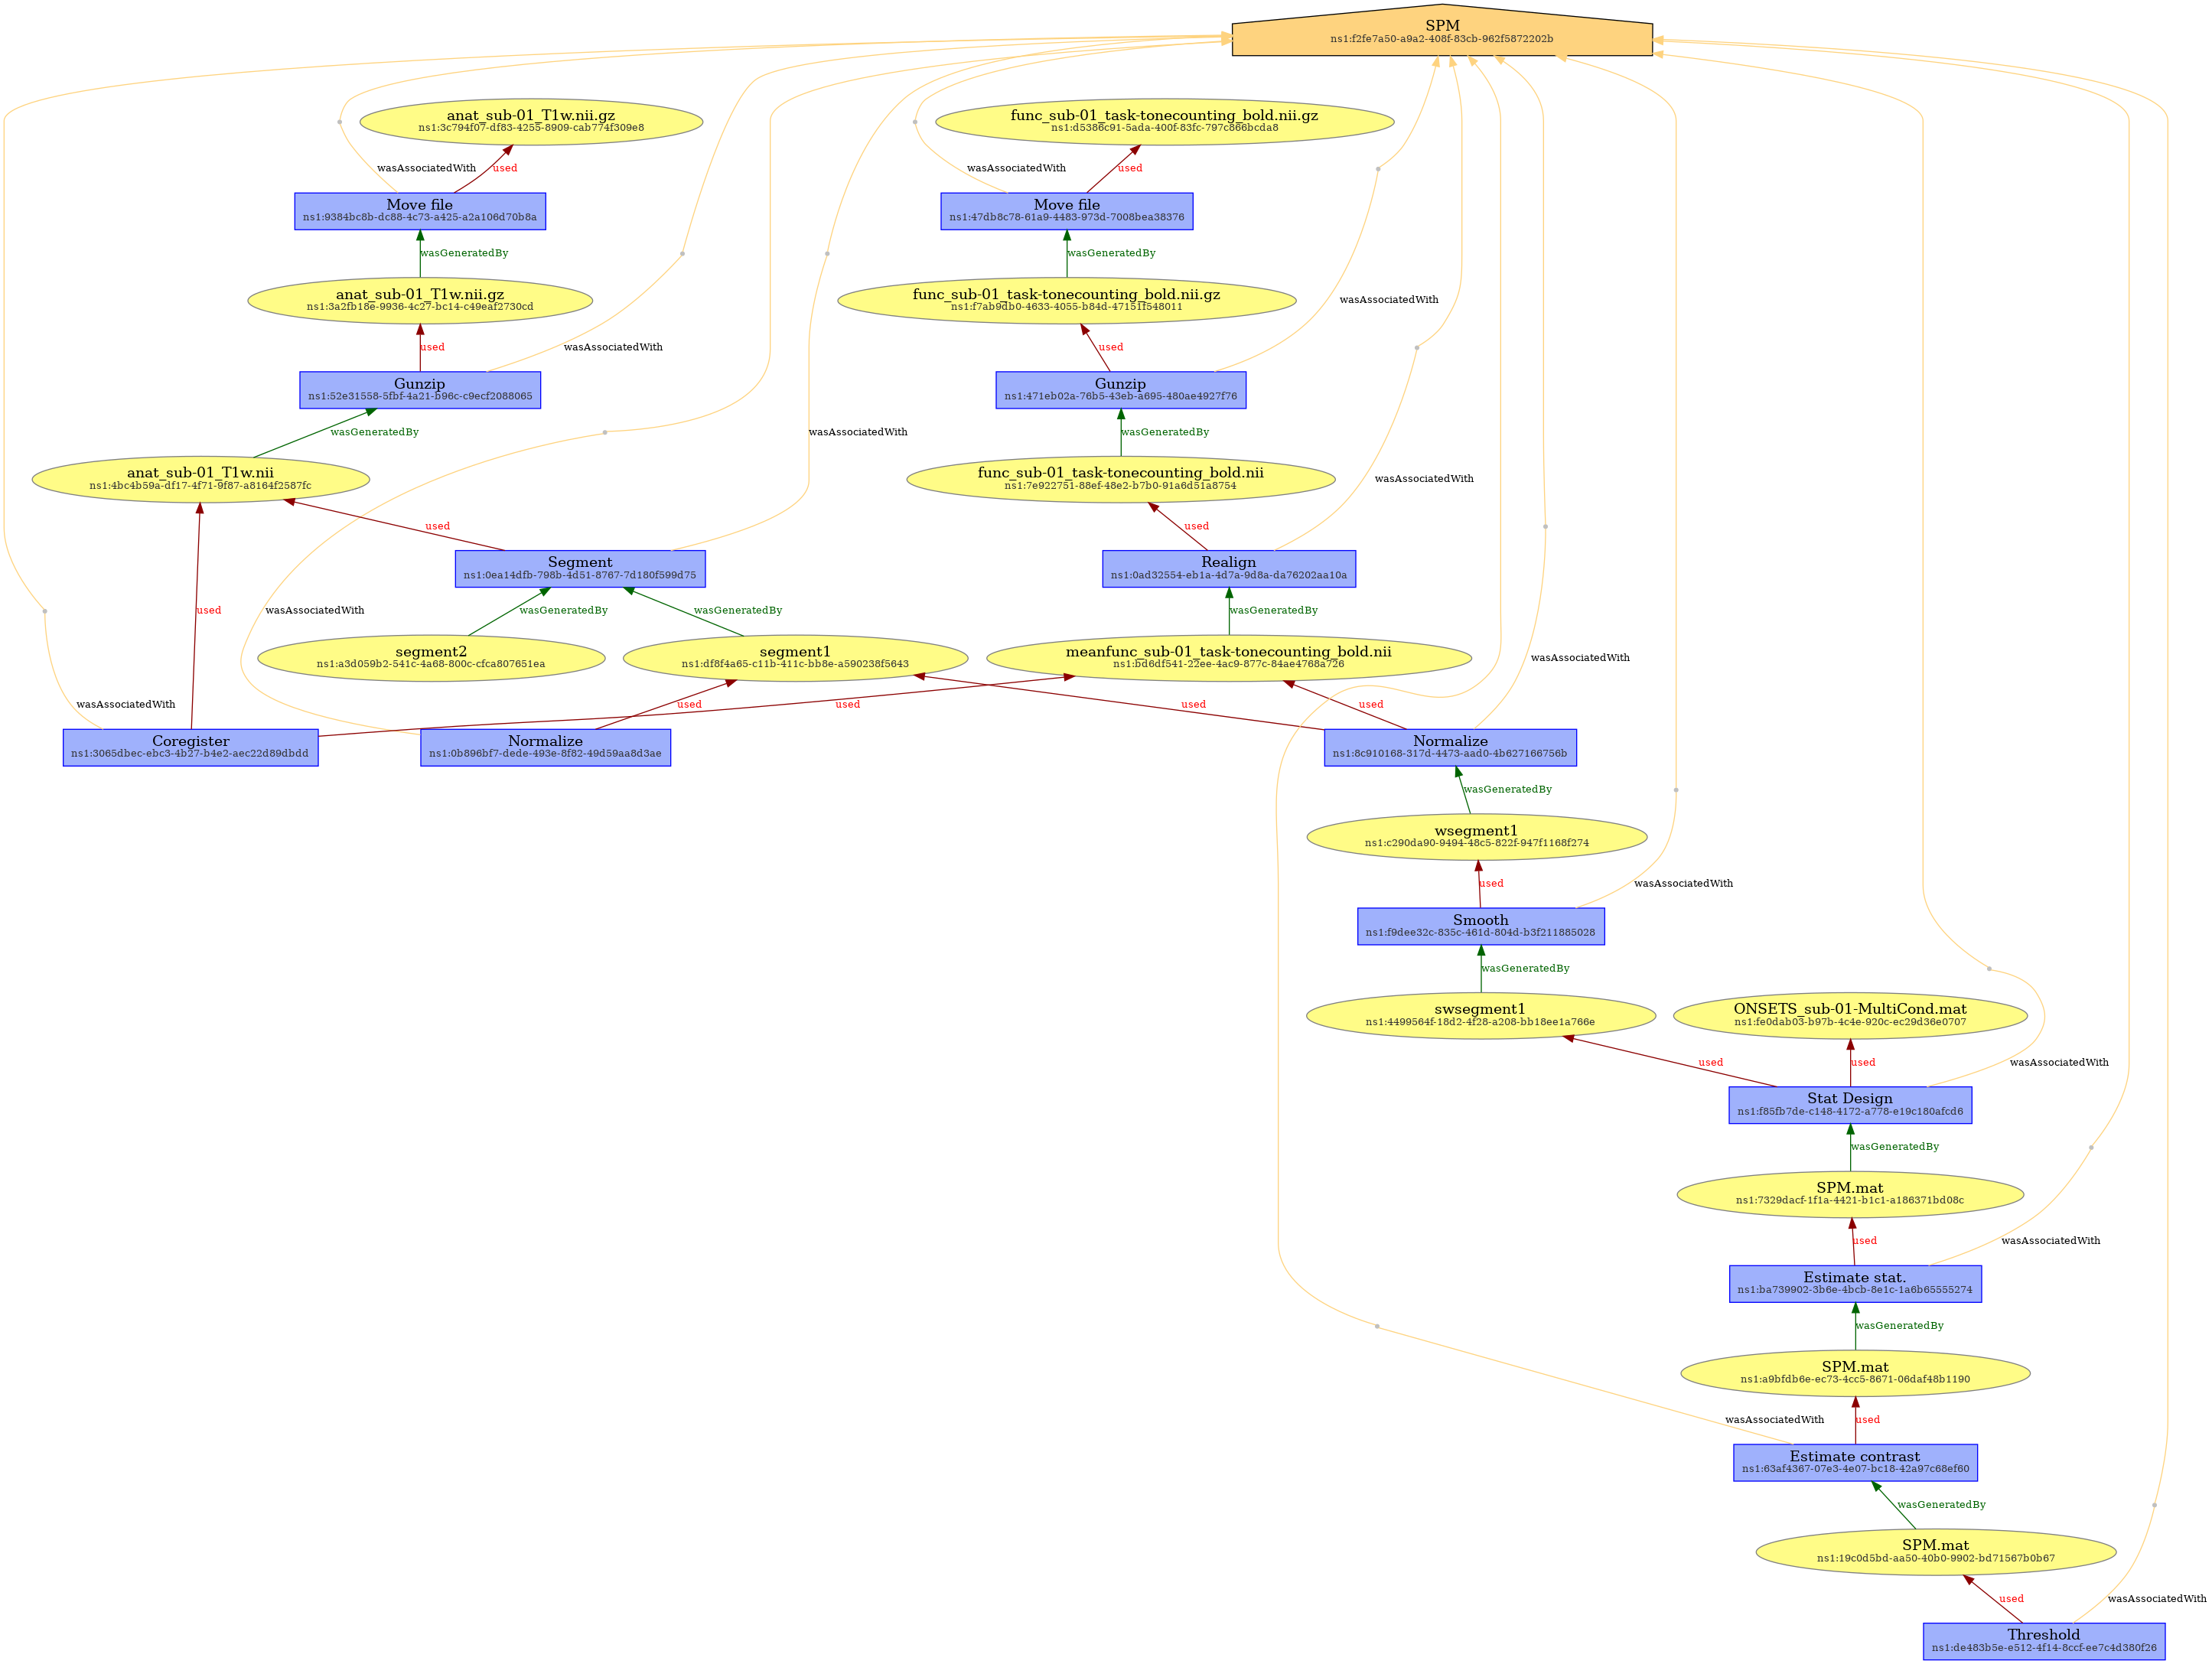 SPM
ns1:f2fe7a50-a9a2-408f-83cb-962f5872202b
anat_sub-01_T1w.nii.gz
ns1:3c794f07-df83-4255-8909-cab774f309e8
func_sub-01_task-tonecounting_bold.nii.gz
ns1:d5386c91-5ada-400f-83fc-797c866bcda8
wasAssociatedWith
used
wasAssociatedWith
used
Move file
ns1:9384bc8b-dc88-4c73-a425-a2a106d70b8a
Move file
ns1:47db8c78-61a9-4483-973d-7008bea38376
wasGeneratedBy
wasGeneratedBy
anat_sub-01_T1w.nii.gz
ns1:3a2fb18e-9936-4c27-bc14-c49eaf2730cd
func_sub-01_task-tonecounting_bold.nii.gz
ns1:f7ab9db0-4633-4055-b84d-47151f548011
wasAssociatedWith
used
wasAssociatedWith
used
Gunzip
ns1:52e31558-5fbf-4a21-b96c-c9ecf2088065
Gunzip
ns1:471eb02a-76b5-43eb-a695-480ae4927f76
wasGeneratedBy
wasAssociatedWith
wasGeneratedBy
anat_sub-01_T1w.nii
ns1:4bc4b59a-df17-4f71-9f87-a8164f2587fc
func_sub-01_task-tonecounting_bold.nii
ns1:7e922751-88ef-48e2-b7b0-91a6d51a8754
wasAssociatedWith
used
used
Segment
ns1:0ea14dfb-798b-4d51-8767-7d180f599d75
Realign
ns1:0ad32554-eb1a-4d7a-9d8a-da76202aa10a
used
wasAssociatedWith
wasGeneratedBy
wasGeneratedBy
wasGeneratedBy
segment2
ns1:a3d059b2-541c-4a68-800c-cfca807651ea
segment1
ns1:df8f4a65-c11b-411c-bb8e-a590238f5643
meanfunc_sub-01_task-tonecounting_bold.nii
ns1:bd6df541-22ee-4ac9-877c-84ae4768a726
wasAssociatedWith
wasAssociatedWith
used
used
used
used
Coregister
ns1:3065dbec-ebc3-4b27-b4e2-aec22d89dbdd
Normalize
ns1:0b896bf7-dede-493e-8f82-49d59aa8d3ae
Normalize
ns1:8c910168-317d-4473-aad0-4b627166756b
wasGeneratedBy
wsegment1
ns1:c290da90-9494-48c5-822f-947f1168f274
used
wasAssociatedWith
Smooth
ns1:f9dee32c-835c-461d-804d-b3f211885028
wasGeneratedBy
swsegment1
ns1:4499564f-18d2-4f28-a208-bb18ee1a766e
ONSETS_sub-01-MultiCond.mat
ns1:fe0dab03-b97b-4c4e-920c-ec29d36e0707
used
used
wasAssociatedWith
Stat Design
ns1:f85fb7de-c148-4172-a778-e19c180afcd6
wasGeneratedBy
SPM.mat
ns1:7329dacf-1f1a-4421-b1c1-a186371bd08c
used
wasAssociatedWith
Estimate stat.
ns1:ba739902-3b6e-4bcb-8e1c-1a6b65555274
wasGeneratedBy
SPM.mat
ns1:a9bfdb6e-ec73-4cc5-8671-06daf48b1190
wasAssociatedWith
used
Estimate contrast
ns1:63af4367-07e3-4e07-bc18-42a97c68ef60
wasGeneratedBy
SPM.mat
ns1:19c0d5bd-aa50-40b0-9902-bd71567b0b67
used
wasAssociatedWith
Threshold
ns1:de483b5e-e512-4f14-8ccf-ee7c4d380f26